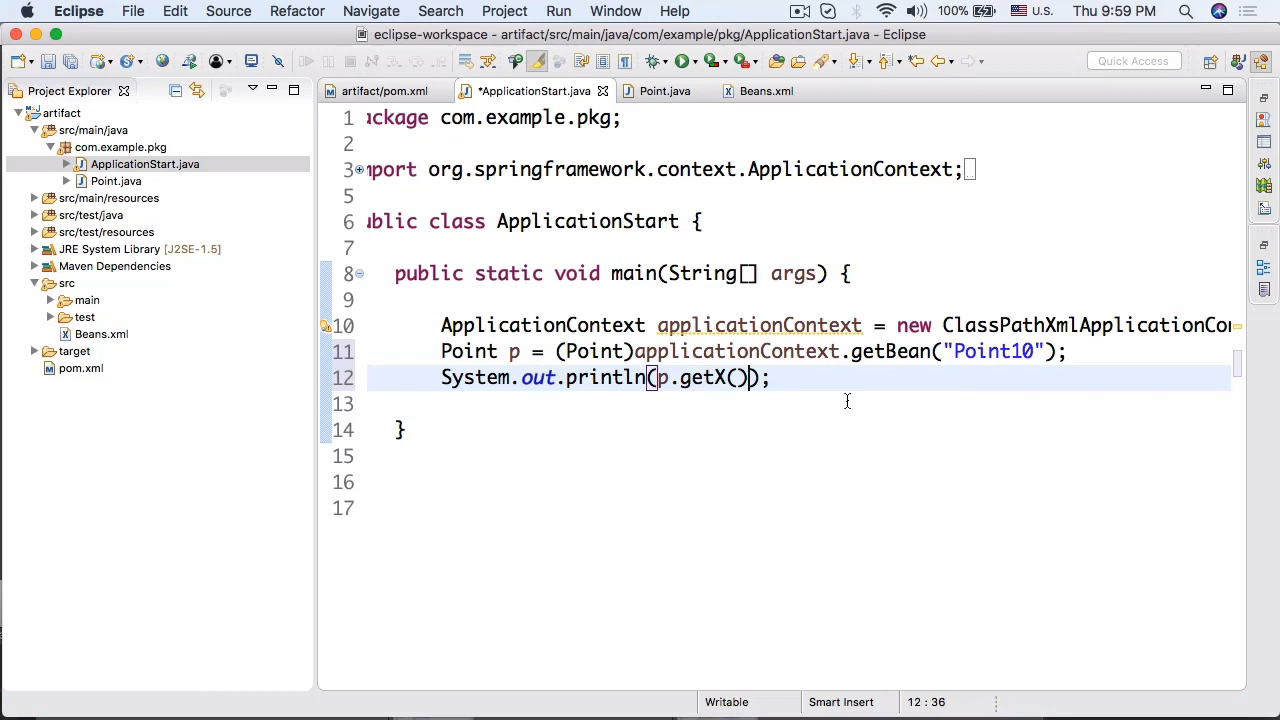 Eclipse File Edit Source Refactor Navigate Search Project Run Window Help 100% U.S. Thu 9:59 PM
eclipse-workspace - artifact/src/main/java/com/example/pkg/ApplicationStart.java - Eclipse
Quick Access
Project Explorer
artifact
src/main/java
com.example.pkg
ApplicationStart.java
Point.java
src/main/resources
src/test/java
src/test/resources
JRE System Library [J2SE-1.5]
Maven Dependencies
src
main
test
Beans.xml
target
pom.xml
artifact/pom.xml *ApplicationStart.java Point.java Beans.xml
1 ackage com.example.pkg;
2
3 mport org.springframework.context.ApplicationContext;
5
6 ublic class ApplicationStart {
7
8 public static void main(String[] args) {
9
10 ApplicationContext applicationContext = new ClassPathXmlApplicationCo
11 Point p = (Point)applicationContext.getBean("Point10");
12 System.out.println(p.getX());
13
14 }
15
16
17
Writable Smart Insert 12 : 36